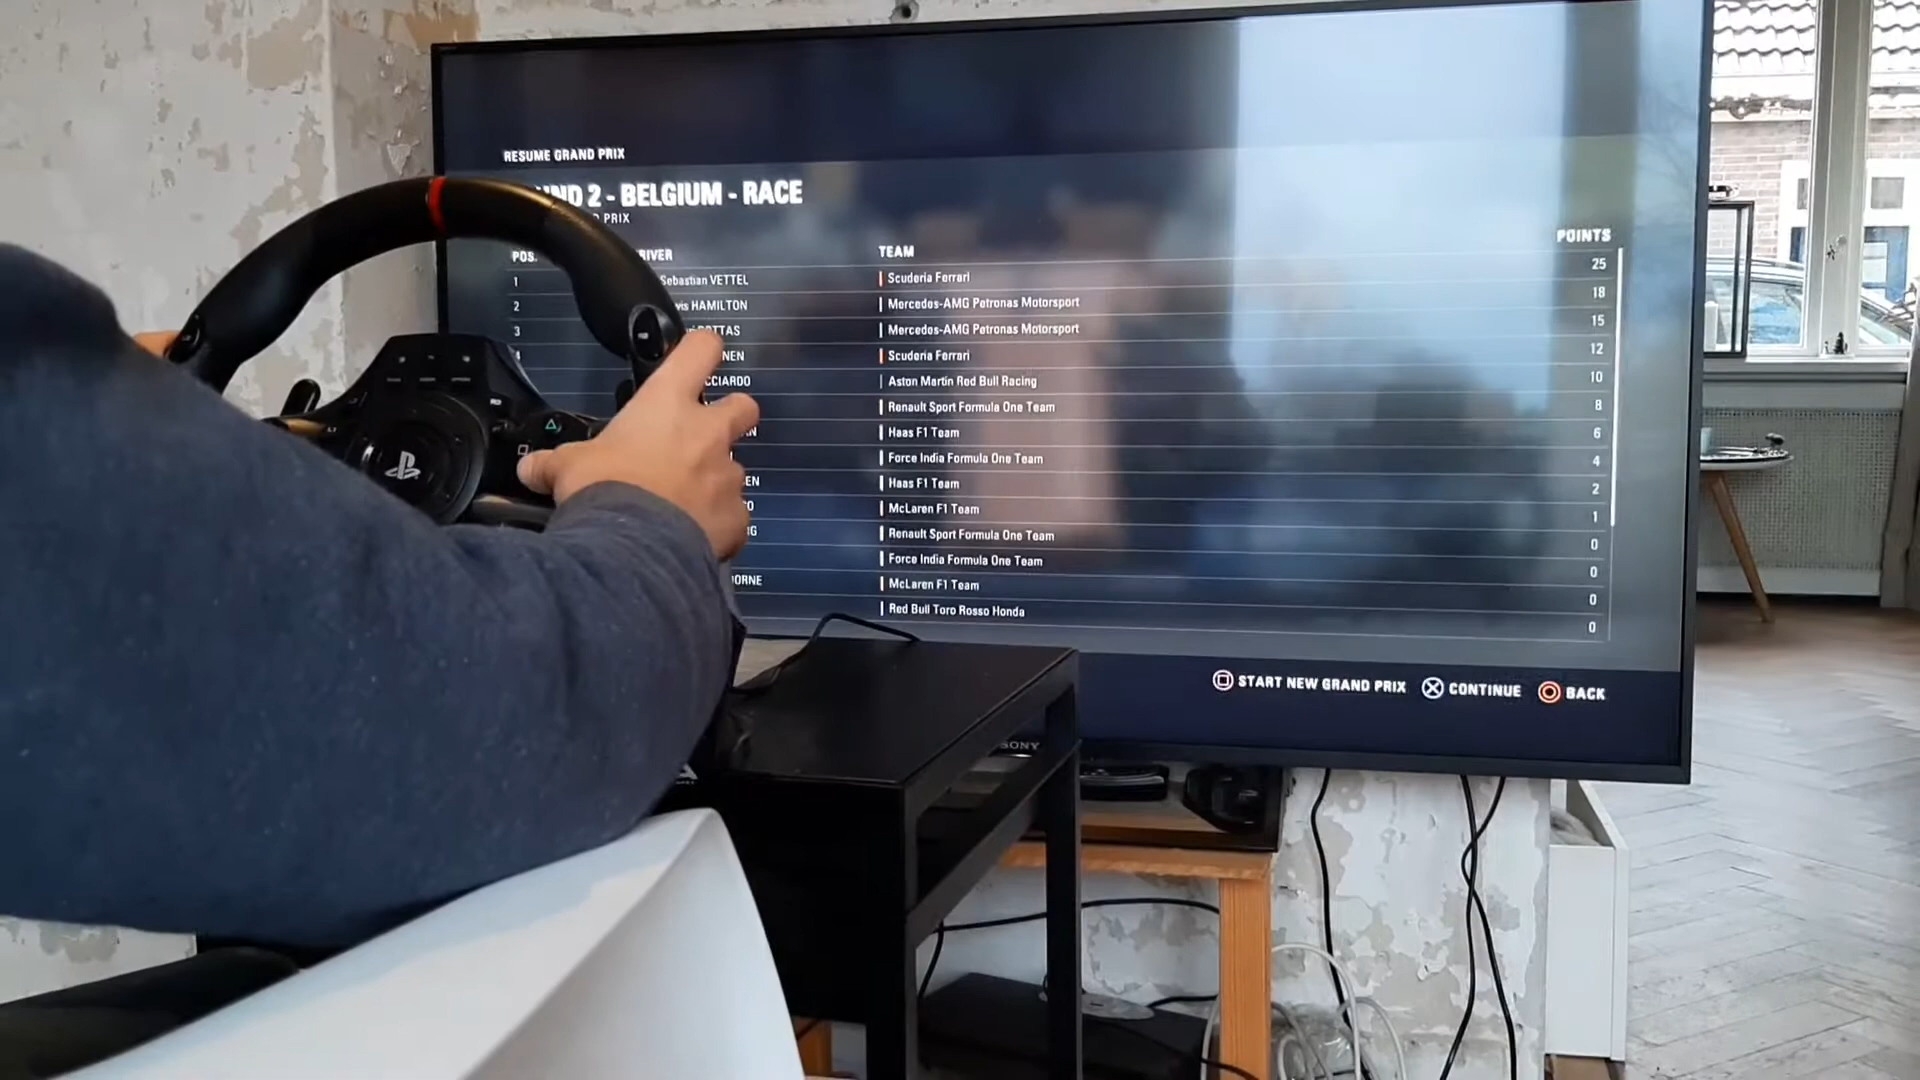 RESUME GRAND PRIX
2 - BELGIUM - RACE
PRIX
POS. TEAM POINTS
1 Sebastian VETTEL Scuderia Ferrari 25
2 HAMILTON Mercedes-AMG Petronas Motorsport 18
3 Mercedes-AMG Petronas Motorsport 15
Scuderia Ferrari 12
Aston Martin Red Bull Racing 10
Renault Sport Formula One Team 8
Haas F1 Team 6
Force India Formula One Team 4
Haas F1 Team 2
McLaren F1 Team 1
Renault Sport Formula One Team 0
Force India Formula One Team 0
McLaren F1 Team 0
Red Bull Toro Rosso Honda 0
START NEW GRAND PRIX CONTINUE BACK
SONY